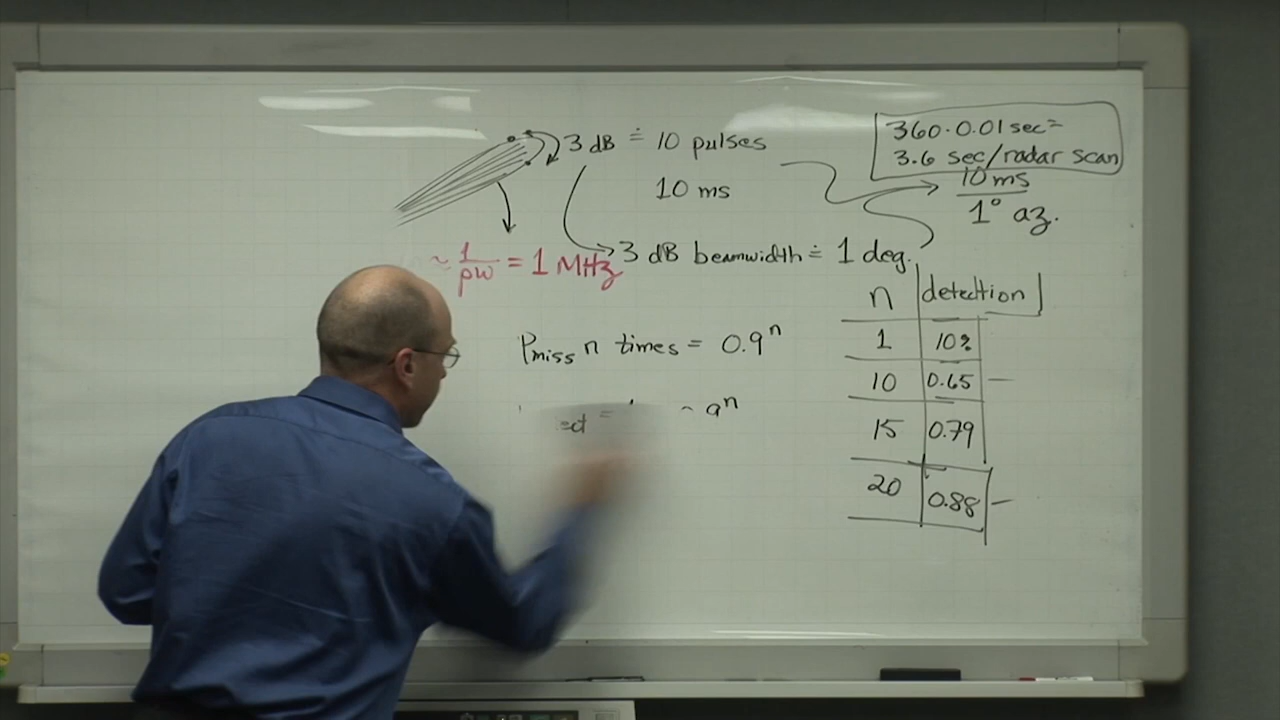 3 dB ≐ 10 pulses
10 ms
360·0.01 sec =
3.6 sec/radar scan
10 ms
1° az.
~ 1/pw = 1 MHz
3 dB beamwidth ≐ 1 deg.
P miss n times = 0.9ⁿ
n detection
1 10%
10 0.65
15 0.79
20 0.88